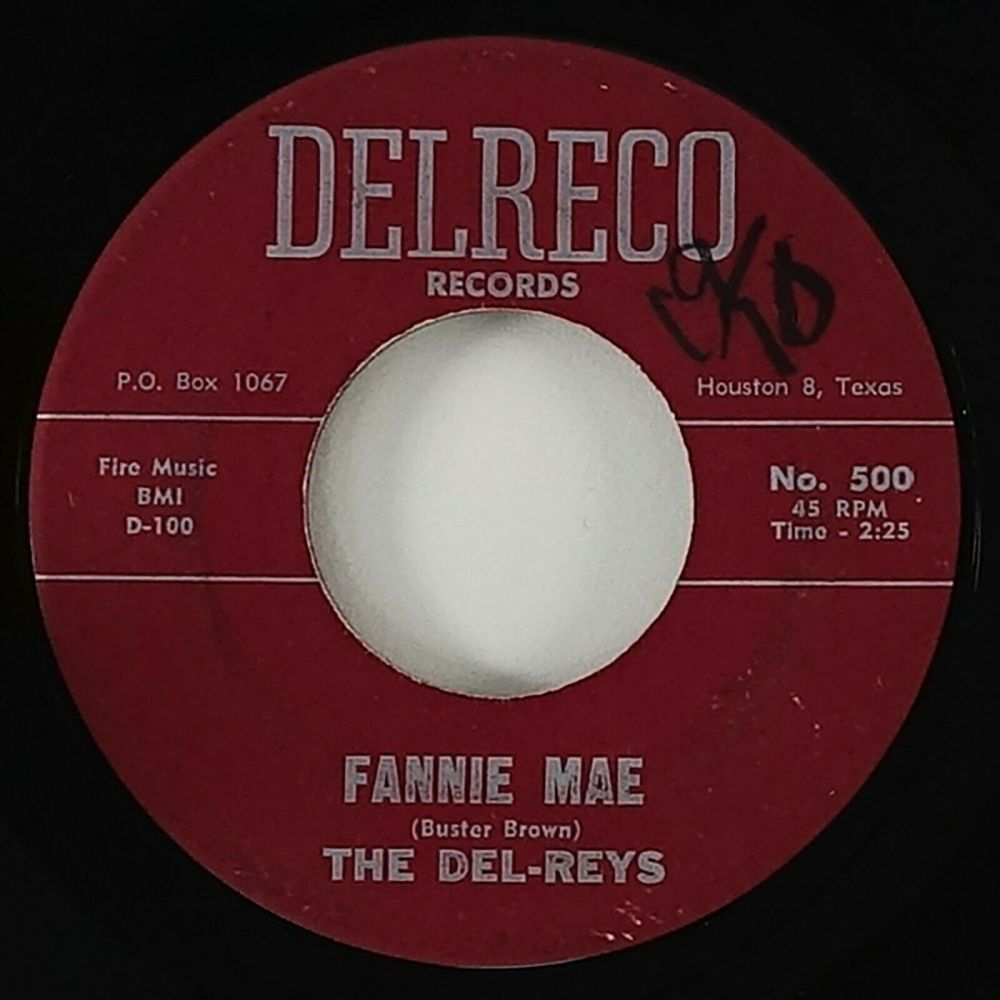 DELRECO
RECORDS
P.O. Box 1067
Houston 8, Texas
Fire Music
BMI
D-100
No. 500
45 RPM
Time - 2:25
FANNIE MAE
(Buster Brown)
THE DEL-REYS